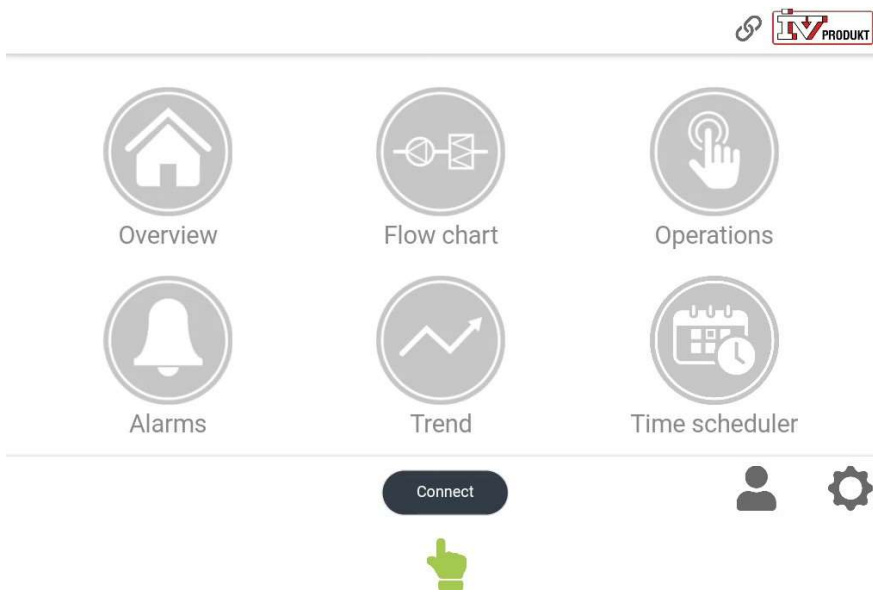 IV PRODUKT
Overview
Flow chart
Operations
Alarms
Trend
Time scheduler
Connect